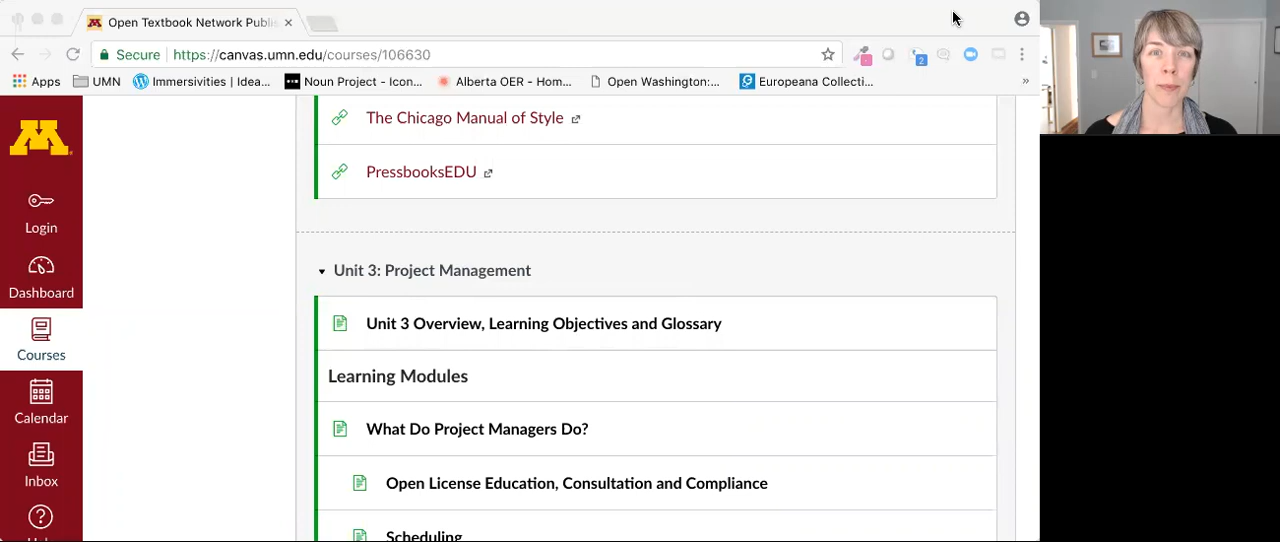 Open Textbook Network Publis
Secure https://canvas.umn.edu/courses/106630
2
Apps UMN Immersivities | Idea... Noun Project - Icon... Alberta OER - Hom... Open Washington:... Europeana Collecti... »
M
The Chicago Manual of Style
PressbooksEDU
Login
Dashboard
Courses
Calendar
Inbox
Unit 3: Project Management
Unit 3 Overview, Learning Objectives and Glossary
Learning Modules
What Do Project Managers Do?
Open License Education, Consultation and Compliance
Scheduling